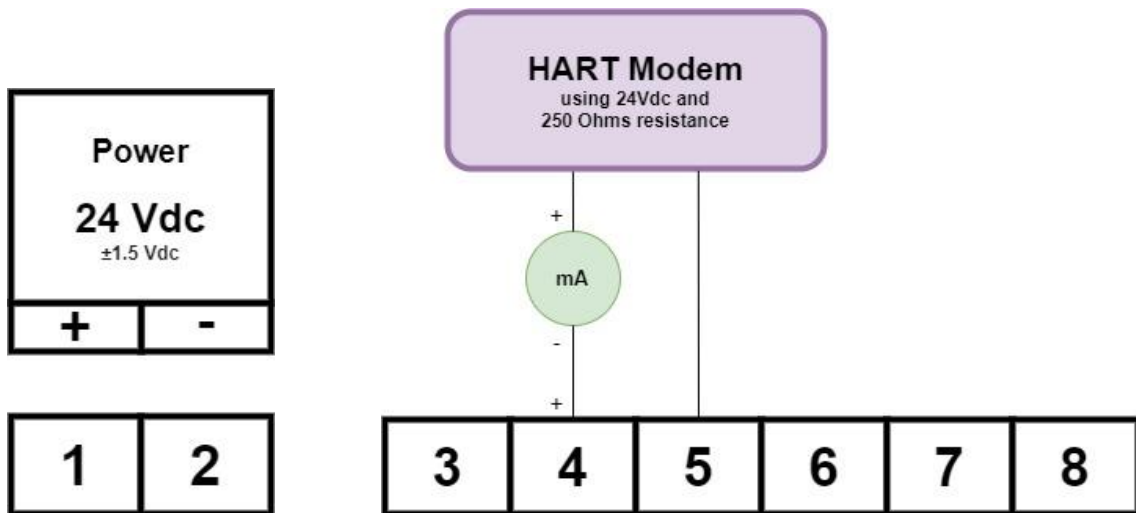 HART Modem
using 24Vdc and
250 Ohms resistance
Power
24 Vdc
±1.5 Vdc
+ -
+
mA
-
+
1 2
3 4 5 6 7 8